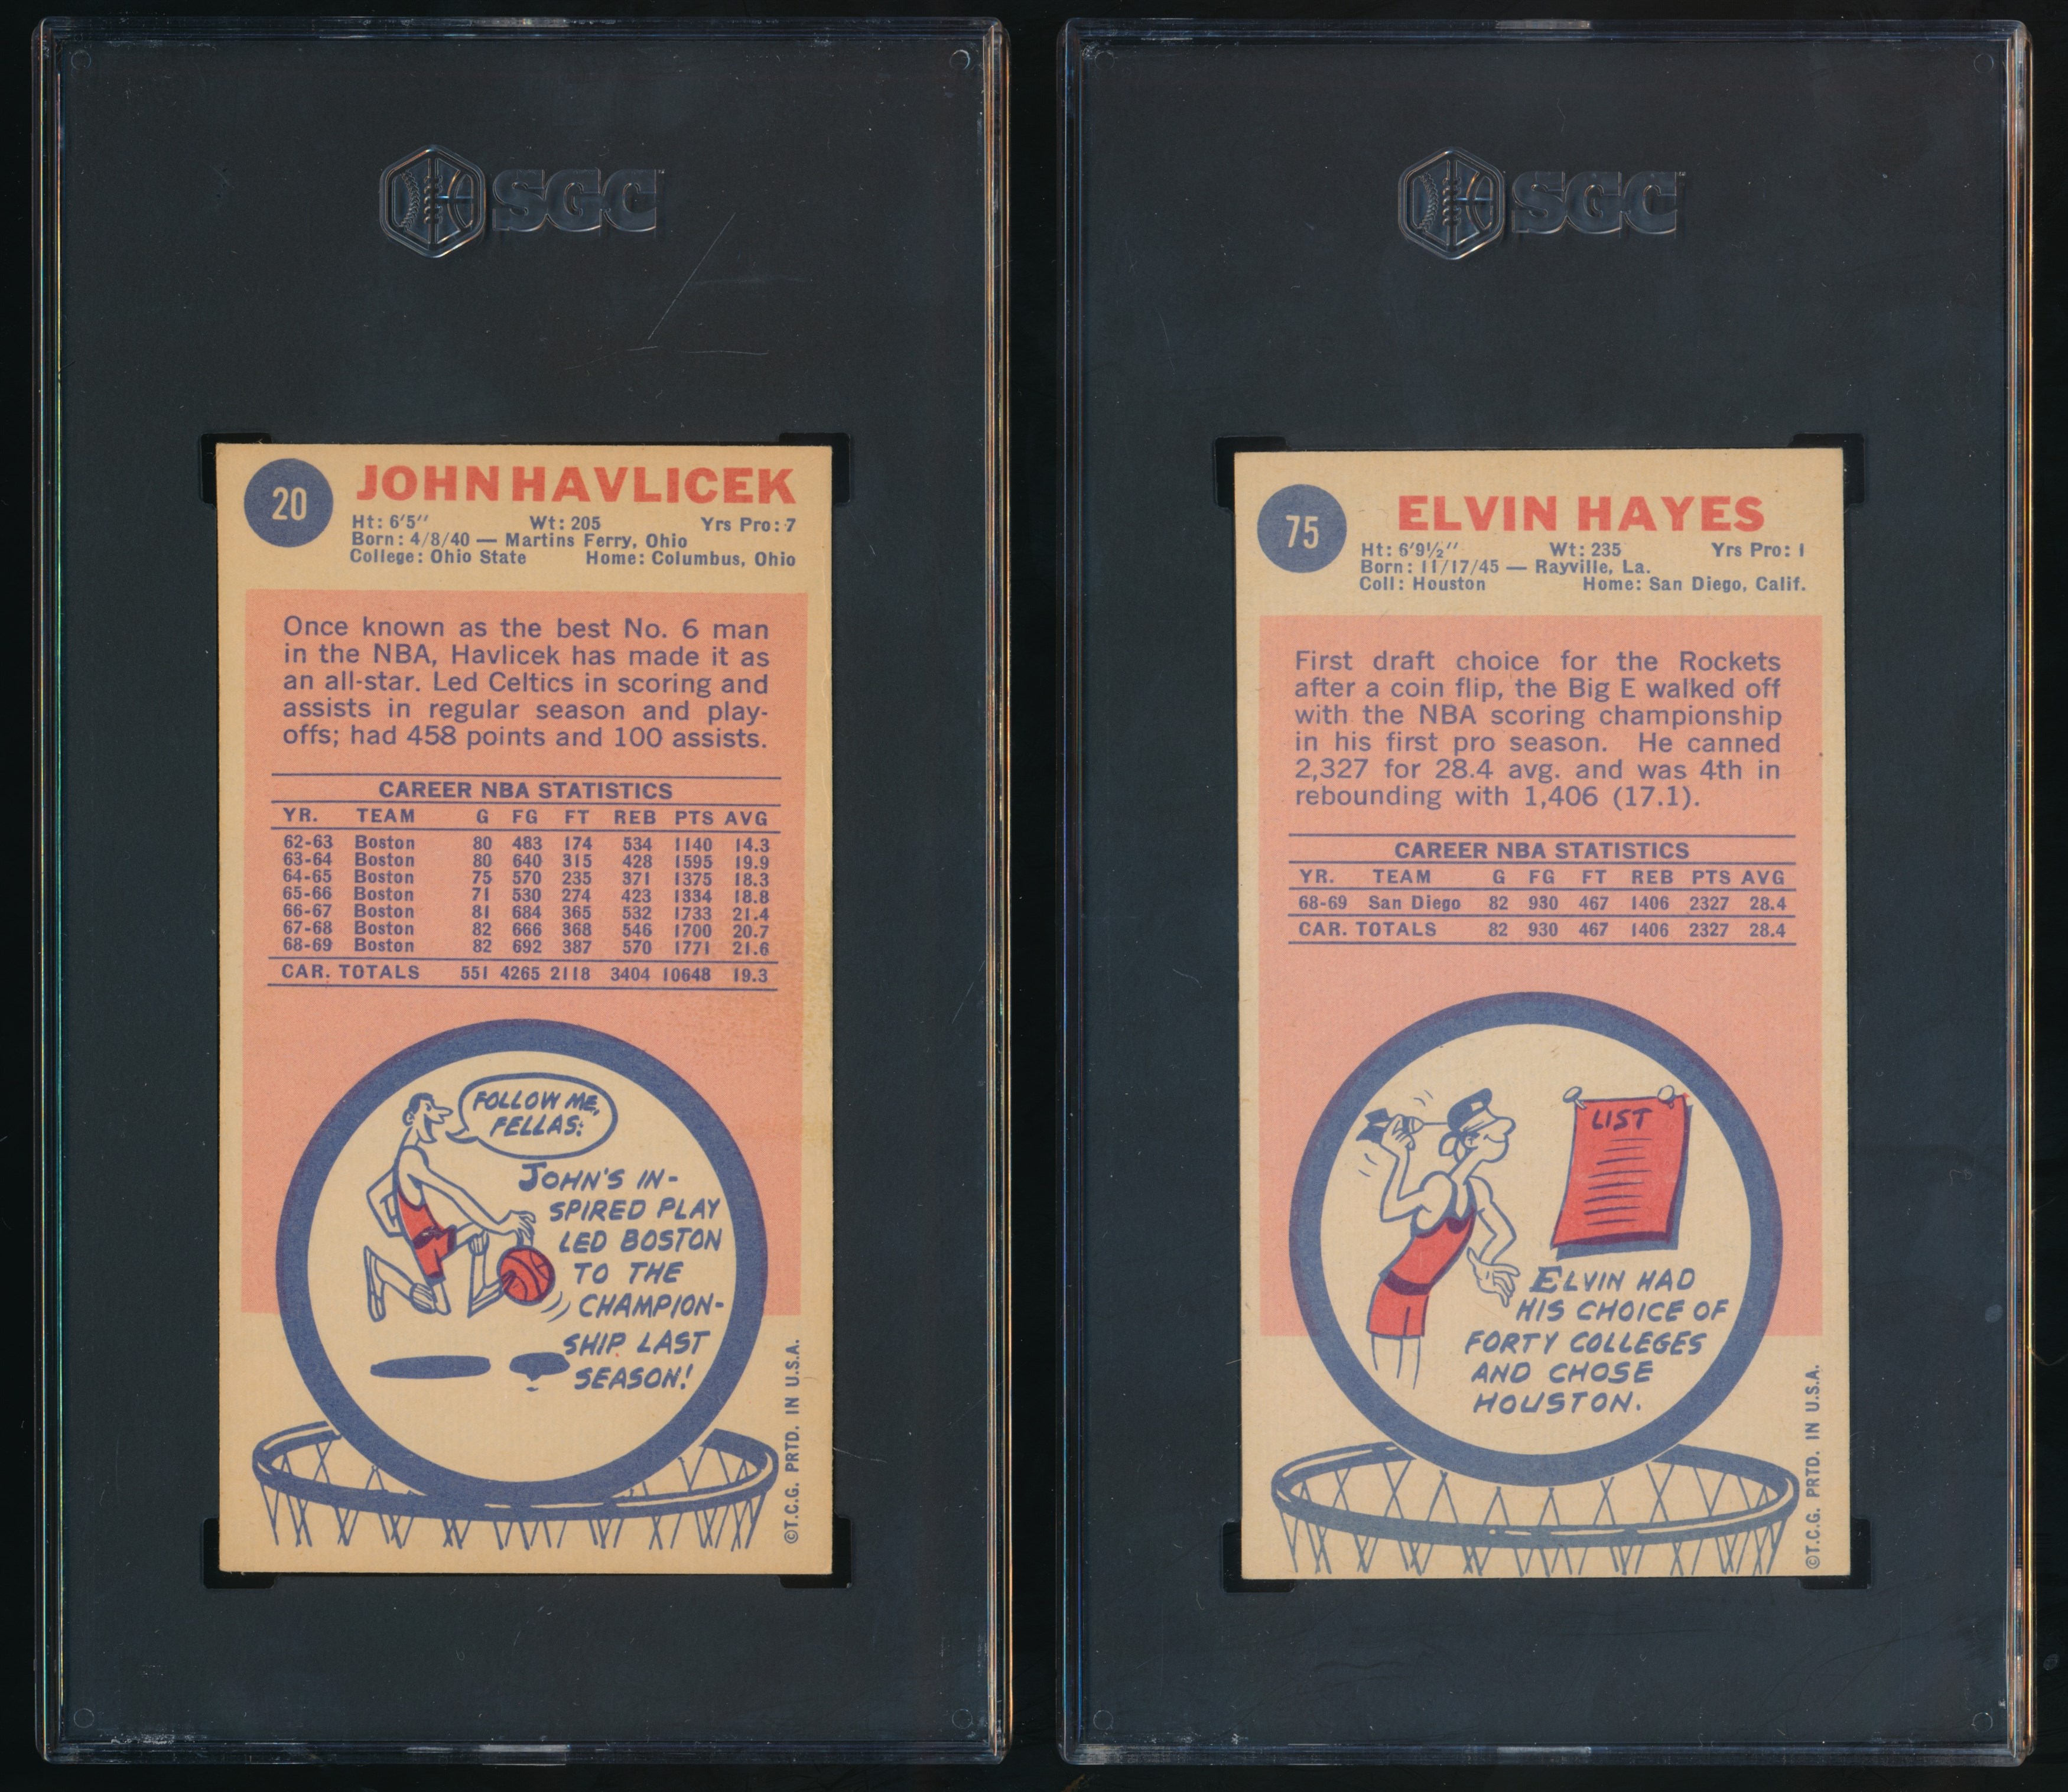 SGC
20
JOHN HAVLICEK
Ht: 6'5" Wt: 205 Yrs Pro: 7
Born: 4/8/40 — Martins Ferry, Ohio
College: Ohio State Home: Columbus, Ohio
Once known as the best No. 6 man
in the NBA, Havlicek has made it as
an all-star. Led Celtics in scoring and
assists in regular season and play-
offs; had 458 points and 100 assists.
CAREER NBA STATISTICS
YR. TEAM G FG FT REB PTS AVG
62-63 Boston 80 483 174 534 1140 14.3
63-64 Boston 80 640 315 428 1595 19.9
64-65 Boston 75 570 235 371 1375 18.3
65-66 Boston 71 530 274 423 1334 18.8
66-67 Boston 81 684 365 532 1733 21.4
67-68 Boston 82 666 368 546 1700 20.7
68-69 Boston 82 692 387 570 1771 21.6
CAR. TOTALS 551 4265 2118 3404 10648 19.3
FOLLOW ME,
FELLAS!
JOHN'S IN-
SPIRED PLAY
LED BOSTON
TO THE
CHAMPION-
SHIP LAST
SEASON!
©T.C.G. PRTD. IN U.S.A.
SGC
75
ELVIN HAYES
Ht: 6'9½" Wt: 235 Yrs Pro: 1
Born: 11/17/45 — Rayville, La.
Coll: Houston Home: San Diego, Calif.
First draft choice for the Rockets
after a coin flip, the Big E walked off
with the NBA scoring championship
in his first pro season. He canned
2,327 for 28.4 avg. and was 4th in
rebounding with 1,406 (17.1).
CAREER NBA STATISTICS
YR. TEAM G FG FT REB PTS AVG
68-69 San Diego 82 930 467 1406 2327 28.4
CAR. TOTALS 82 930 467 1406 2327 28.4
LIST
ELVIN HAD
HIS CHOICE OF
FORTY COLLEGES
AND CHOSE
HOUSTON.
©T.C.G. PRTD. IN U.S.A.